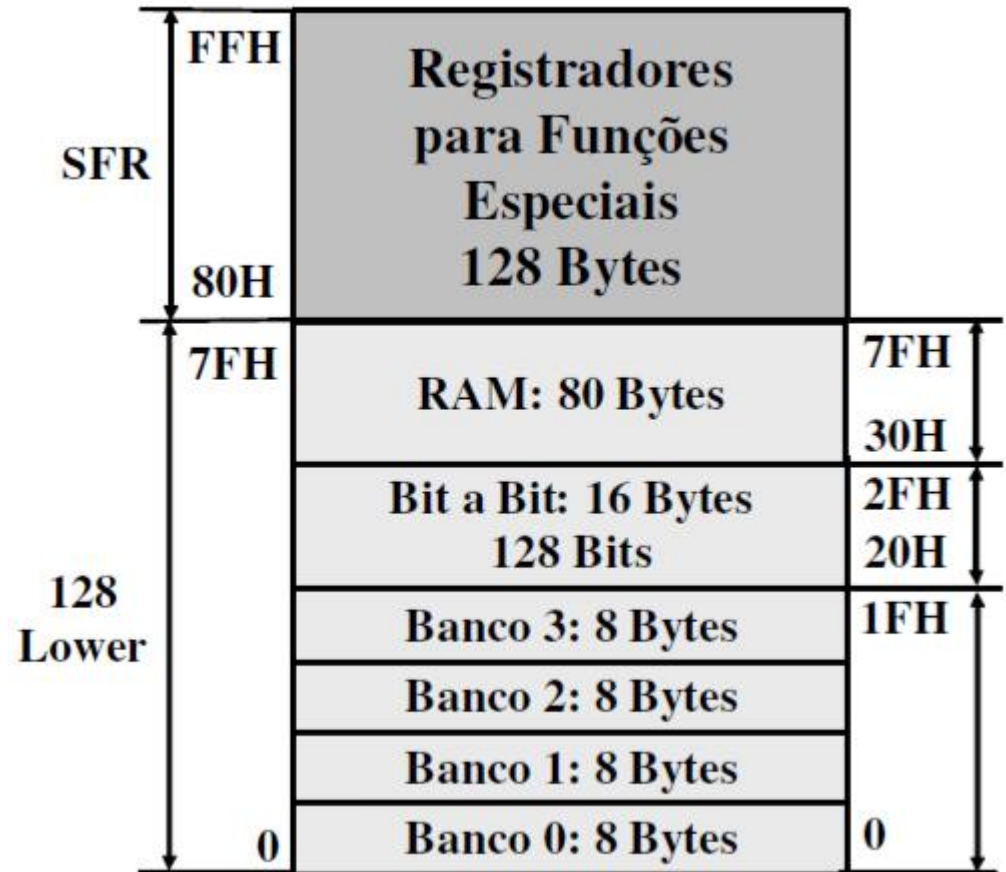 FFH
Registradores
para Funções
Especiais
128 Bytes
SFR
80H
7FH
RAM: 80 Bytes
7FH
30H
Bit a Bit: 16 Bytes
128 Bits
2FH
20H
128
Lower
Banco 3: 8 Bytes
1FH
Banco 2: 8 Bytes
Banco 1: 8 Bytes
0
Banco 0: 8 Bytes
0